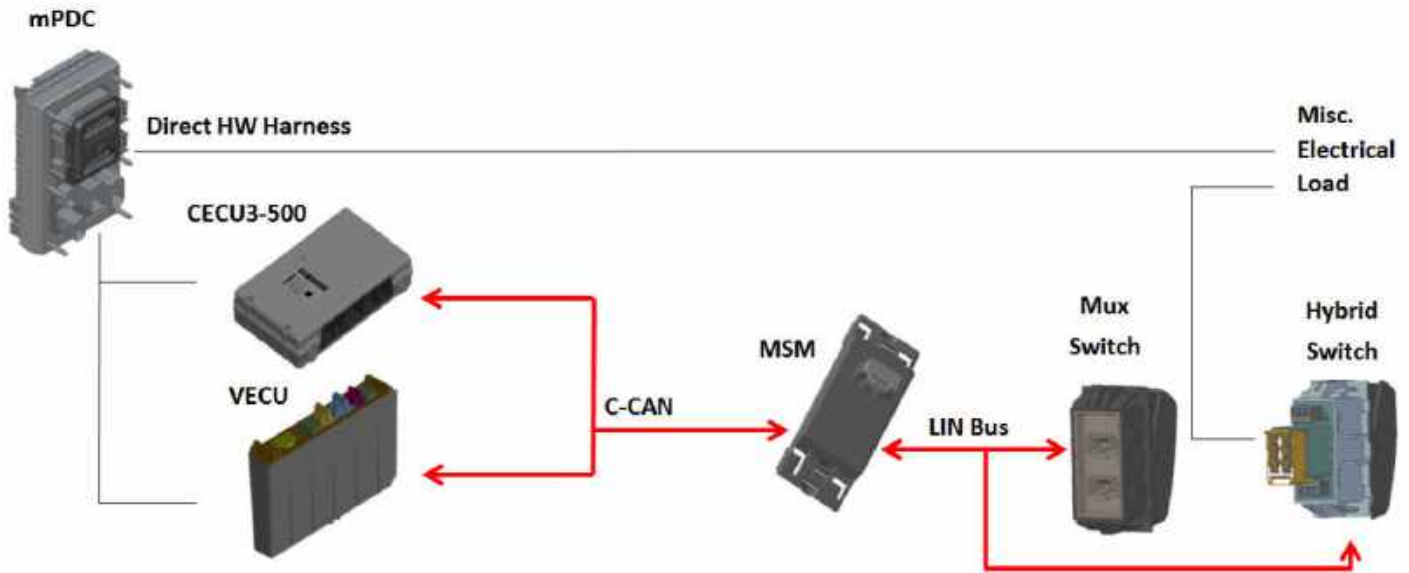 mPDC
Direct HW Harness
Misc.
Electrical
Load
CECU3-500
VECU
C-CAN
MSM
LIN Bus
Mux
Switch
Hybrid
Switch